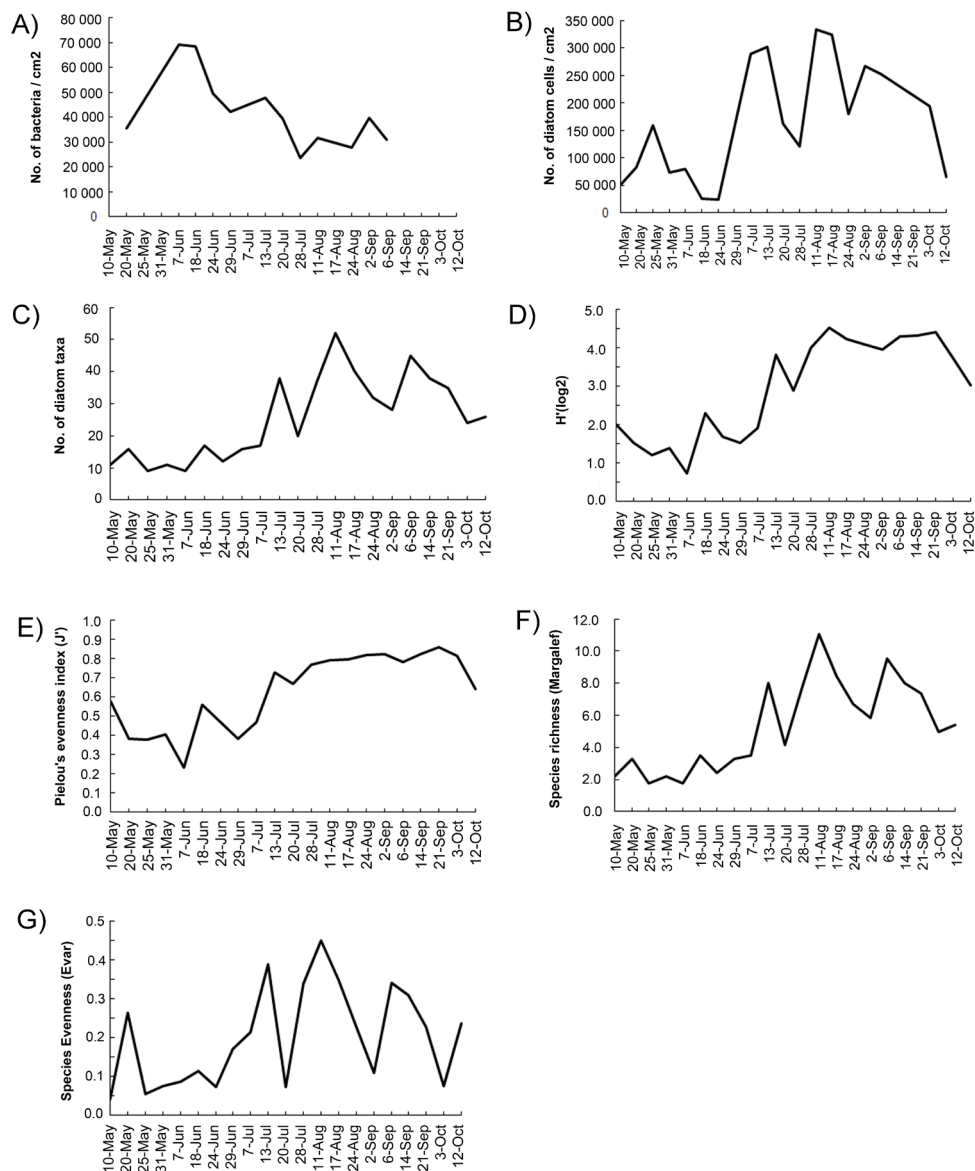 A)
No. of bacteria / cm2
80 000
70 000
60 000
50 000
40 000
30 000
20 000
10 000
0
10-May
20-May
25-May
31-May
7-Jun
18-Jun
24-Jun
29-Jun
7-Jul
13-Jul
20-Jul
28-Jul
11-Aug
17-Aug
24-Aug
2-Sep
6-Sep
14-Sep
21-Sep
3-Oct
12-Oct
B)
No. of diatom cells / cm2
350 000
300 000
250 000
200 000
150 000
100 000
50 000
0
10-May
20-May
25-May
31-May
7-Jun
18-Jun
24-Jun
29-Jun
7-Jul
13-Jul
20-Jul
28-Jul
11-Aug
17-Aug
24-Aug
2-Sep
6-Sep
14-Sep
21-Sep
3-Oct
12-Oct
C)
No. of diatom taxa
60
50
40
30
20
10
0
10-May
20-May
25-May
31-May
7-Jun
18-Jun
24-Jun
29-Jun
7-Jul
13-Jul
20-Jul
28-Jul
11-Aug
17-Aug
24-Aug
2-Sep
6-Sep
14-Sep
21-Sep
3-Oct
12-Oct
D)
H'(log2)
5.0
4.0
3.0
2.0
1.0
0.0
10-May
20-May
25-May
31-May
7-Jun
18-Jun
24-Jun
29-Jun
7-Jul
13-Jul
20-Jul
28-Jul
11-Aug
17-Aug
24-Aug
2-Sep
6-Sep
14-Sep
21-Sep
3-Oct
12-Oct
E)
Pielou's evennness index (J')
1.0
0.9
0.8
0.7
0.6
0.5
0.4
0.3
0.2
0.1
0.0
10-May
20-May
25-May
31-May
7-Jun
18-Jun
24-Jun
29-Jun
7-Jul
13-Jul
20-Jul
28-Jul
11-Aug
17-Aug
24-Aug
2-Sep
6-Sep
14-Sep
21-Sep
3-Oct
12-Oct
F)
Species richness (Margalef)
12.0
10.0
8.0
6.0
4.0
2.0
0.0
10-May
20-May
25-May
31-May
7-Jun
18-Jun
24-Jun
29-Jun
7-Jul
13-Jul
20-Jul
28-Jul
11-Aug
17-Aug
24-Aug
2-Sep
6-Sep
14-Sep
21-Sep
3-Oct
12-Oct
G)
Species Evenness (Evar)
0.5
0.4
0.3
0.2
0.1
0.0
10-May
20-May
25-May
31-May
7-Jun
18-Jun
24-Jun
29-Jun
7-Jul
13-Jul
20-Jul
28-Jul
11-Aug
17-Aug
24-Aug
2-Sep
6-Sep
14-Sep
21-Sep
3-Oct
12-Oct